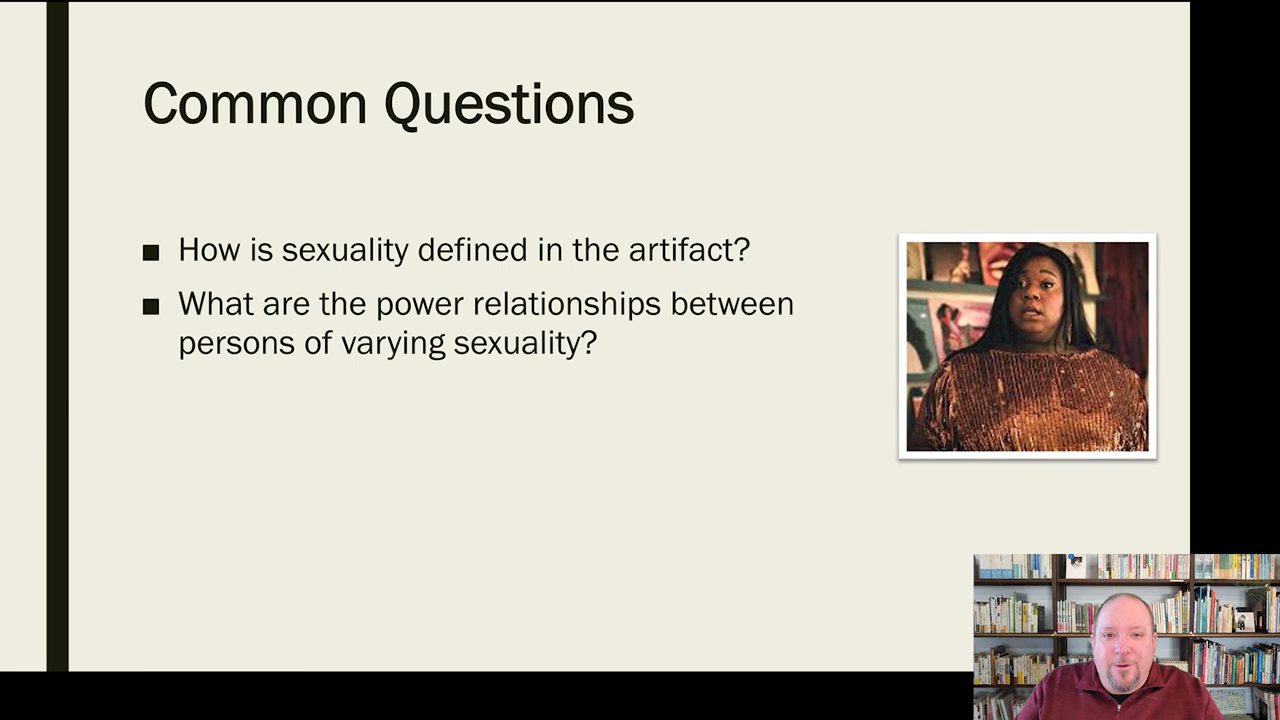 Common Questions
■ How is sexuality defined in the artifact?
■ What are the power relationships between
persons of varying sexuality?